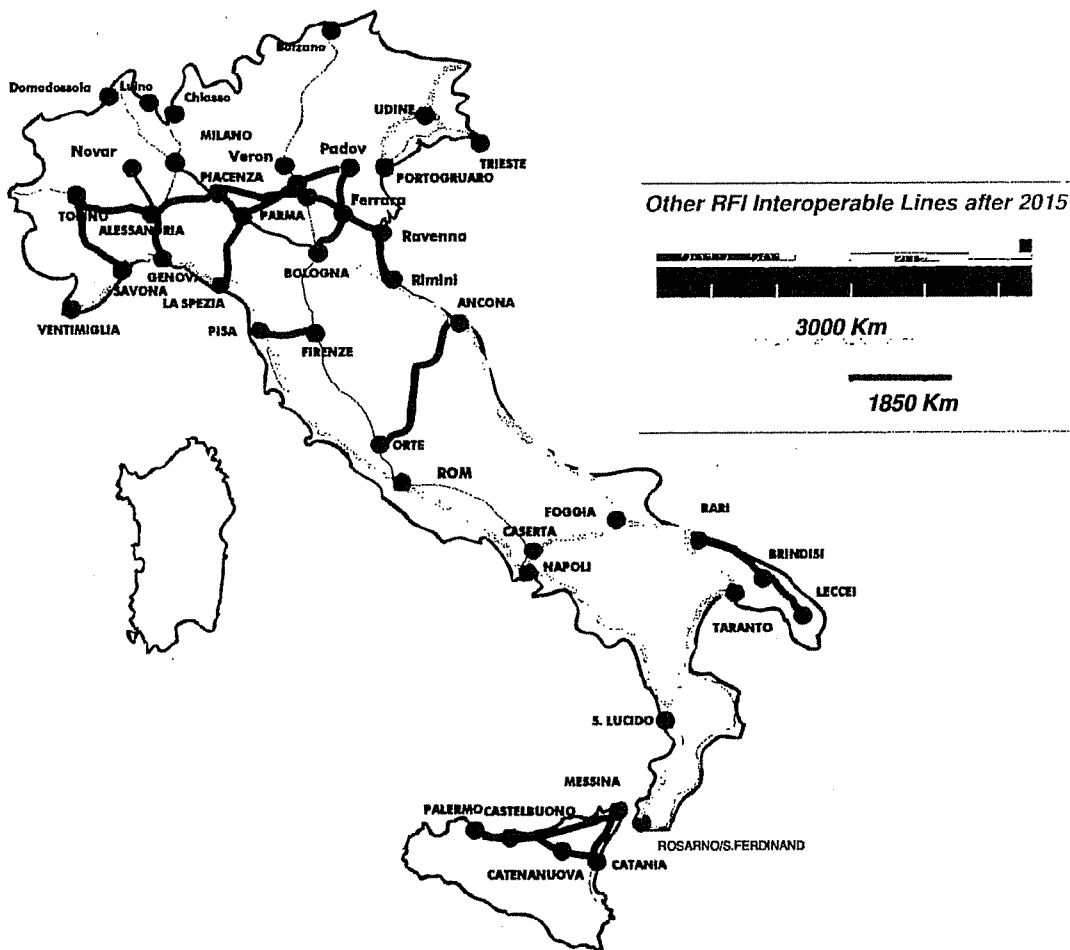 Bolzano
Domodossola
Luino
Chiasso
UDINE
MILANO
TRIESTE
Novar
Veron
Padov
PIACENZA
PORTOGRUARO
TORINO
ALESSANDRIA
PARMA
Ferrara
Ravenna
GENOVA
BOLOGNA
SAVONA
LA SPEZIA
Rimini
VENTIMIGLIA
ANCONA
PISA
FIRENZE
ORTE
ROM
FOGGIA
BARI
CASERTA
NAPOLI
BRINDISI
LECCEI
TARANTO
S. LUCIDO
MESSINA
PALERMO
CASTELBUONO
ROSARNO/S.FERDINAND
CATENANUOVA
CATANIA
Other RFI Interoperable Lines after 2015
3000 Km
1850 Km